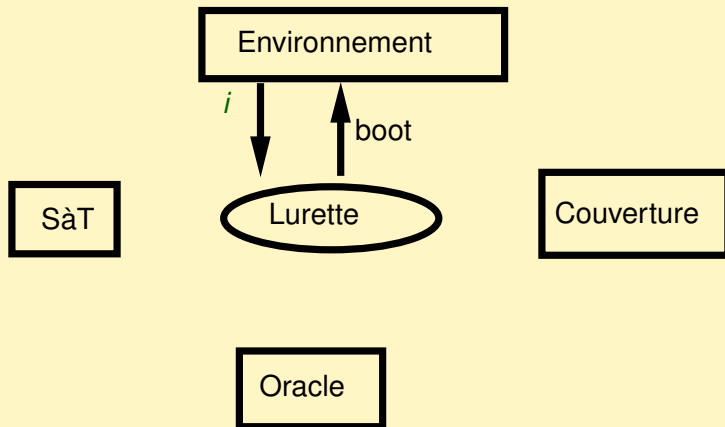 Environnement
i
boot
SàT
Lurette
Couverture
Oracle